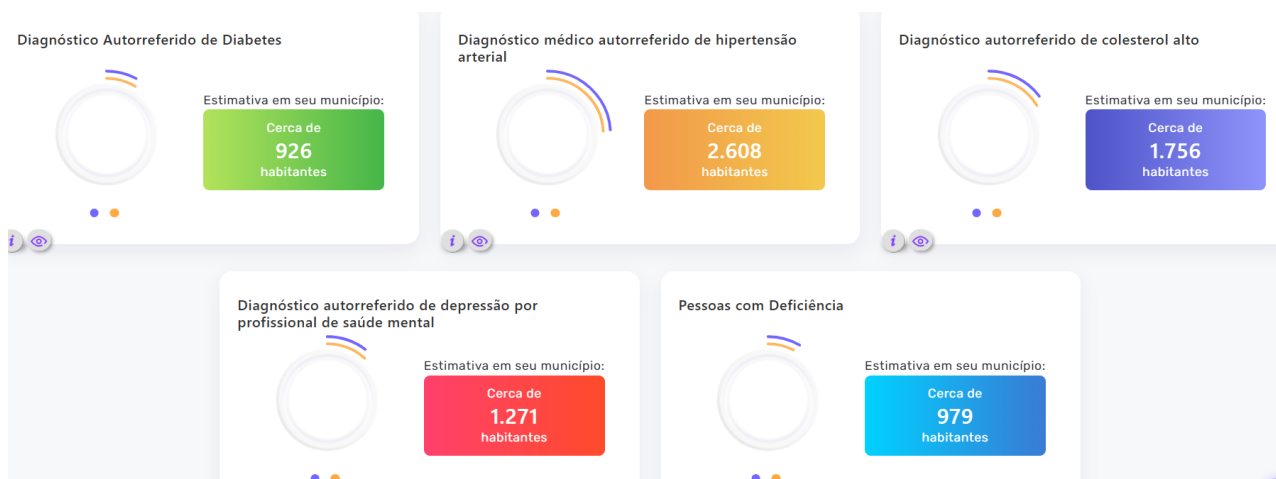 Diagnóstico Autorreferido de Diabetes
Estimativa em seu município:
Cerca de
926
habitantes
i
Diagnóstico médico autorreferido de hipertensão
arterial
Estimativa em seu município:
Cerca de
2.608
habitantes
i
Diagnóstico autorreferido de colesterol alto
Estimativa em seu município:
Cerca de
1.756
habitantes
i
Diagnóstico autorreferido de depressão por
profissional de saúde mental
Estimativa em seu município:
Cerca de
1.271
habitantes
Pessoas com Deficiência
Estimativa em seu município:
Cerca de
979
habitantes